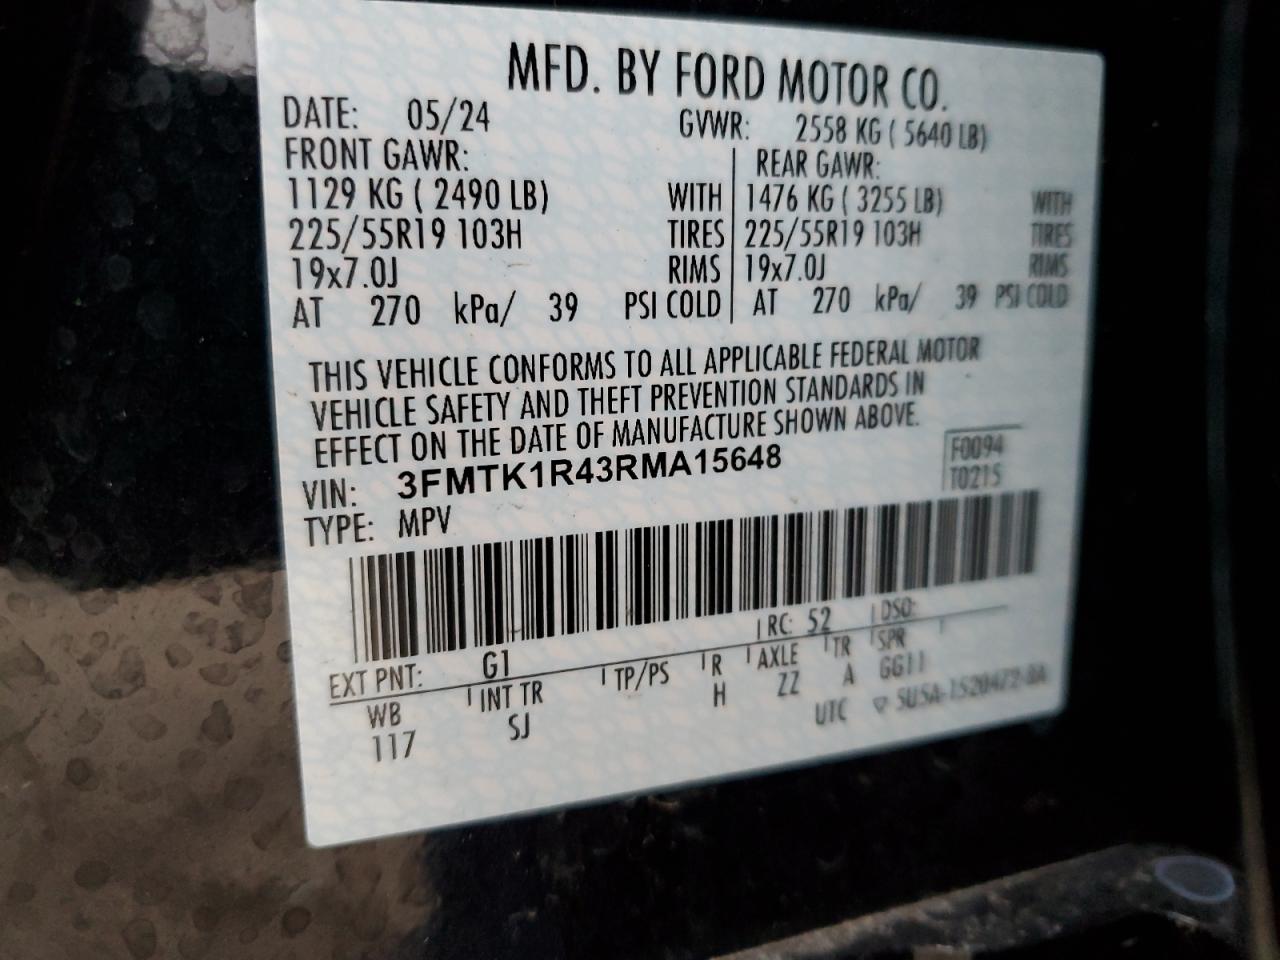 MFD. BY FORD MOTOR CO.
DATE: 05/24 GVWR: 2558 KG ( 5640 LB)
FRONT GAWR: REAR GAWR:
1129 KG ( 2490 LB) WITH 1476 KG ( 3255 LB) WITH
225/55R19 103H TIRES 225/55R19 103H TIRES
19x7.0J RIMS 19x7.0J RIMS
AT 270 kPa/ 39 PSI COLD AT 270 kPa/ 39 PSI COLD
THIS VEHICLE CONFORMS TO ALL APPLICABLE FEDERAL MOTOR
VEHICLE SAFETY AND THEFT PREVENTION STANDARDS IN
EFFECT ON THE DATE OF MANUFACTURE SHOWN ABOVE.
F0094
VIN: 3FMTK1R43RMA15648
T0215
TYPE: MPV
EXT PNT: G1 RC: 52 DSO:
WB INT TR TP/PS R AXLE TR SPR
117 SJ H ZZ A GG11
UTC SU5A-1520472-BA